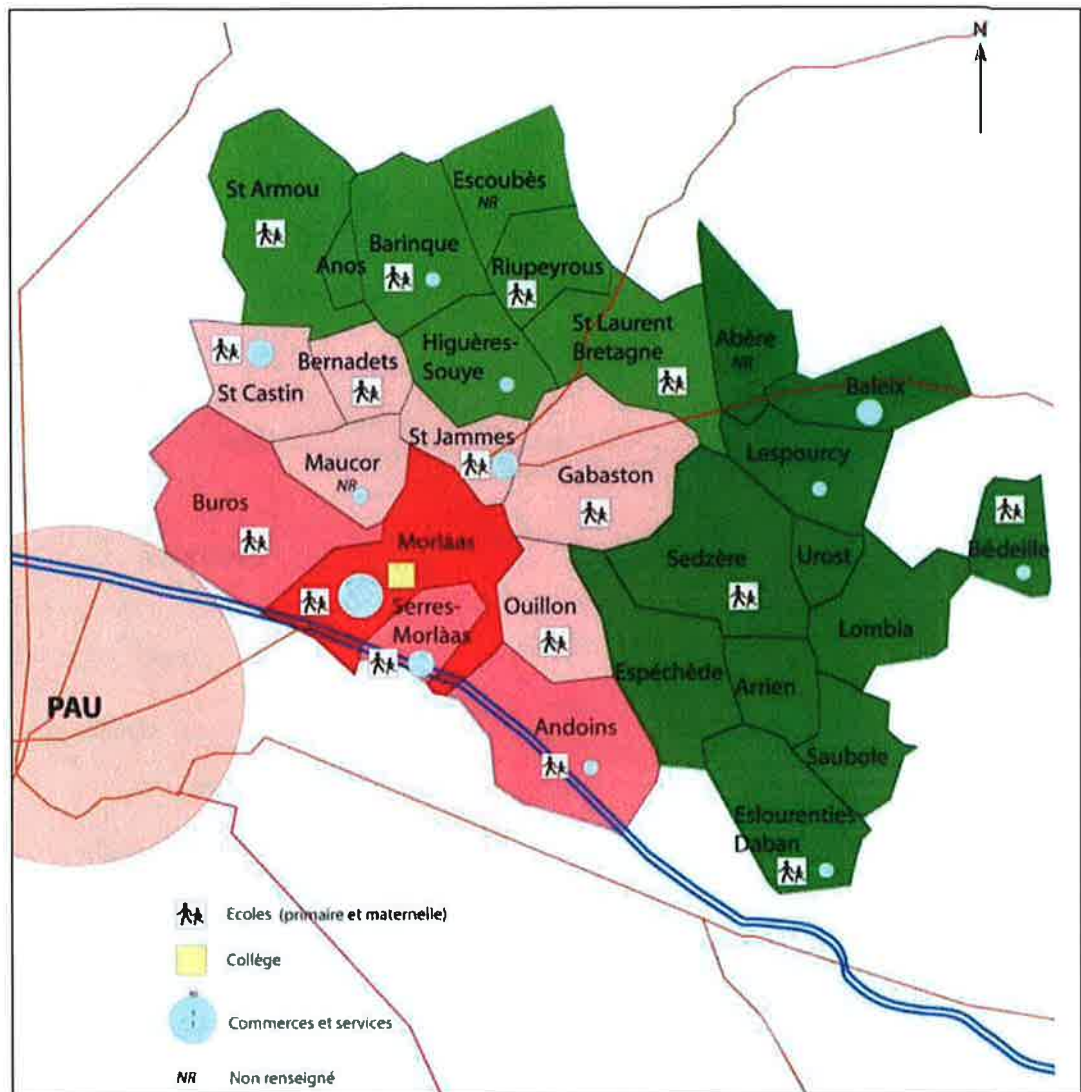 N
St Armou
Escoubès
NR
Barinque
Anos
Riupeyrous
St Laurent
Bretagne
Higuères-
Souye
Abère
NR
Bernadets
St Castin
Baleix
St Jammes
Maucor
NR
Gabaston
Lespourcy
Buros
Morlàas
Sedzère
Urost
Bédeille
Serres-
Morlàas
Ouillon
Lombia
Espéchède
Arrien
PAU
Andoins
Saubole
Eslourenties-
Daban
Ecoles (primaire et maternelle)
Collège
Commerces et services
NR Non renseigné